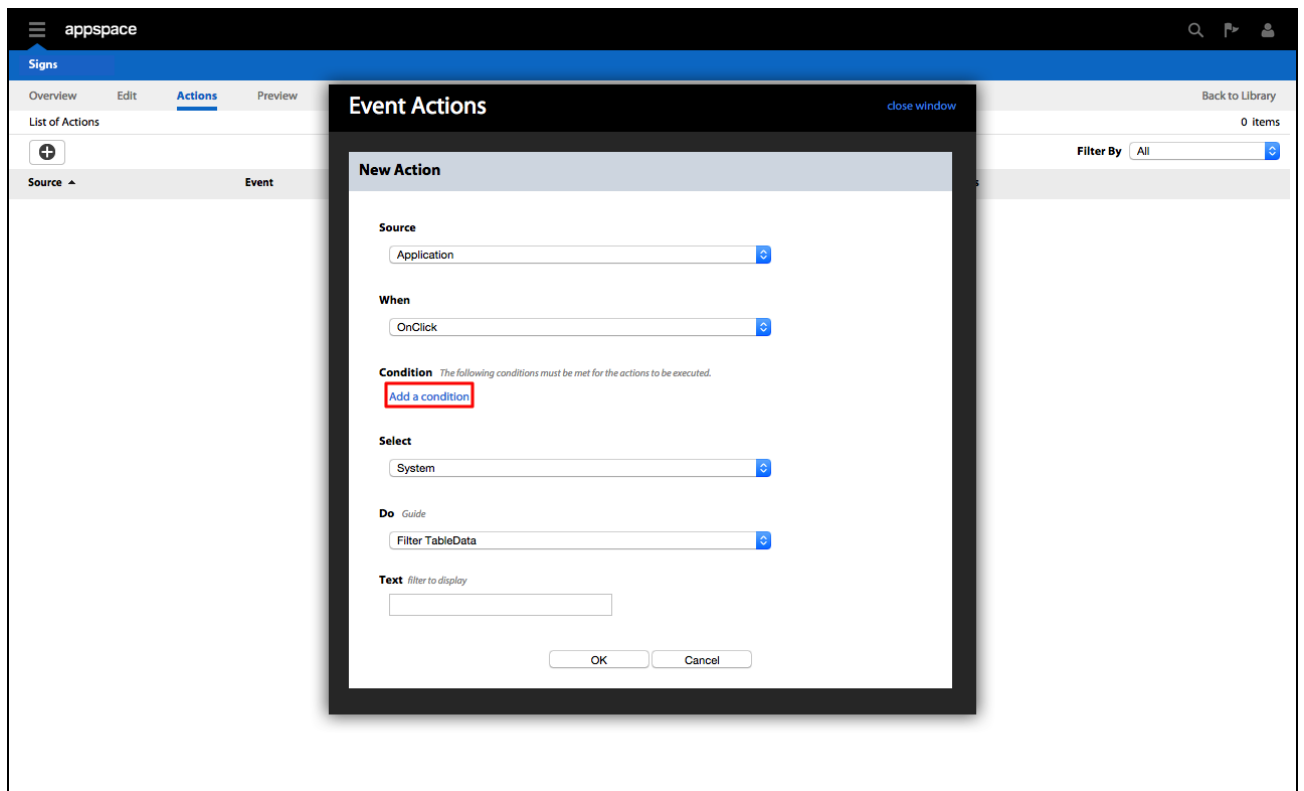 appspace
Signs
Overview Edit Actions Preview Back to Library
List of Actions 0 items
Filter By All
Source Event
Event Actions close window
New Action
Source
Application
When
OnClick
Condition The following conditions must be met for the actions to be executed.
Add a condition
Select
System
Do Guide
Filter TableData
Text filter to display
OK Cancel